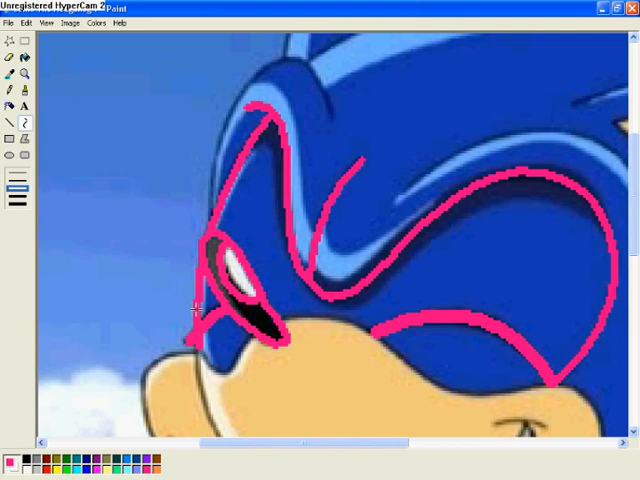 Unregistered HyperCam 2
Paint
File Edit View Image Colors Help
A